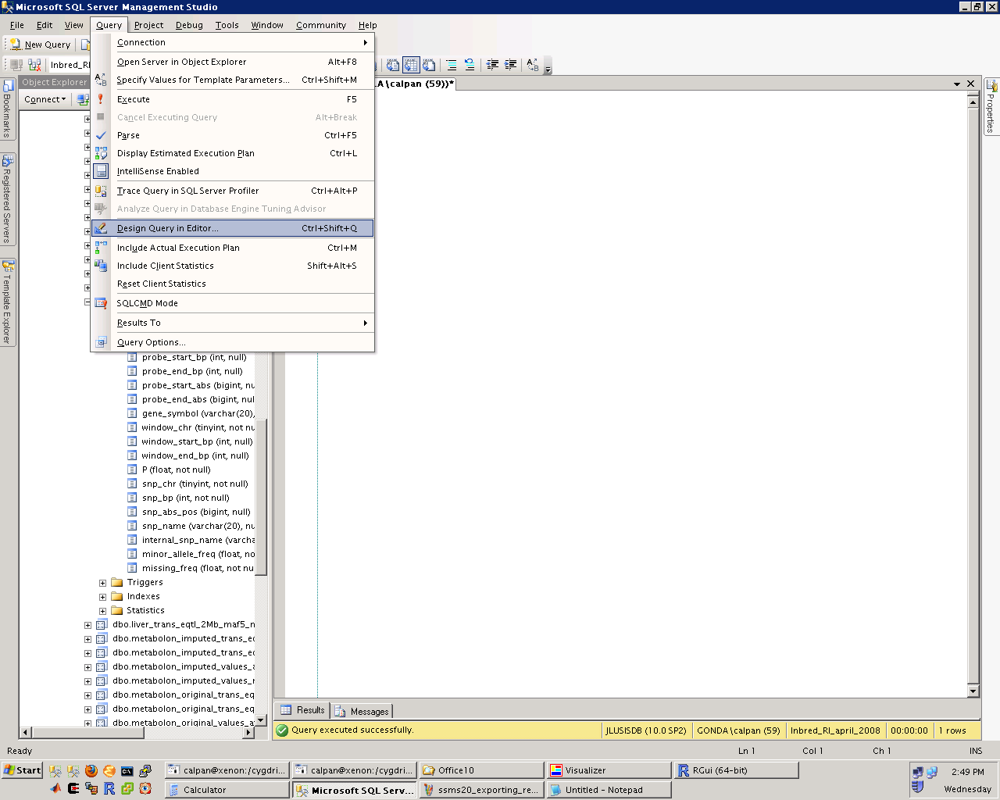 Microsoft SQL Server Management Studio
File Edit View Query Project Debug Tools Window Community Help
New Query
Inbred_RI
Object Explorer
Connect
Bookmarks
Registered Servers
Template Explorer
Properties
LA\calpan (59))*
Connection
Open Server in Object Explorer Alt+F8
Specify Values for Template Parameters... Ctrl+Shift+M
Execute F5
Cancel Executing Query Alt+Break
Parse Ctrl+F5
Display Estimated Execution Plan Ctrl+L
IntelliSense Enabled
Trace Query in SQL Server Profiler Ctrl+Alt+P
Analyze Query in Database Engine Tuning Advisor
Design Query in Editor... Ctrl+Shift+Q
Include Actual Execution Plan Ctrl+M
Include Client Statistics Shift+Alt+S
Reset Client Statistics
SQLCMD Mode
Results To
Query Options...
probe_start_bp (int, null)
probe_end_bp (int, null)
probe_start_abs (bigint, nu
probe_end_abs (bigint, nul
gene_symbol (varchar(20),
window_chr (tinyint, not nu
window_start_bp (int, null)
window_end_bp (int, null)
P (float, not null)
snp_chr (tinyint, not null)
snp_bp (int, not null)
snp_abs_pos (bigint, null)
snp_name (varchar(20), nu
internal_snp_name (varcha
minor_allele_freq (float, no
missing_freq (float, not nu
Triggers
Indexes
Statistics
dbo.liver_trans_eqtl_2Mb_maf5_n
dbo.metabolon_imputed_trans_eq
dbo.metabolon_imputed_trans_eq
dbo.metabolon_imputed_values_a
dbo.metabolon_imputed_values_r
dbo.metabolon_original_trans_eq
dbo.metabolon_original_trans_eq
dbo.metabolon_original_values_a
Results Messages
Query executed successfully. JLUSISDB (10.0 SP2) GONDA\calpan (59) Inbred_RI_april_2008 00:00:00 1 rows
Ready Ln 1 Col 1 Ch 1 INS
Start calpan@xenon:/cygdri... calpan@xenon:/cygdri... Office10 Visualizer RGui (64-bit) 2:49 PM
Calculator Microsoft SQL Serv... ssms20_exporting_re... Untitled - Notepad Wednesday